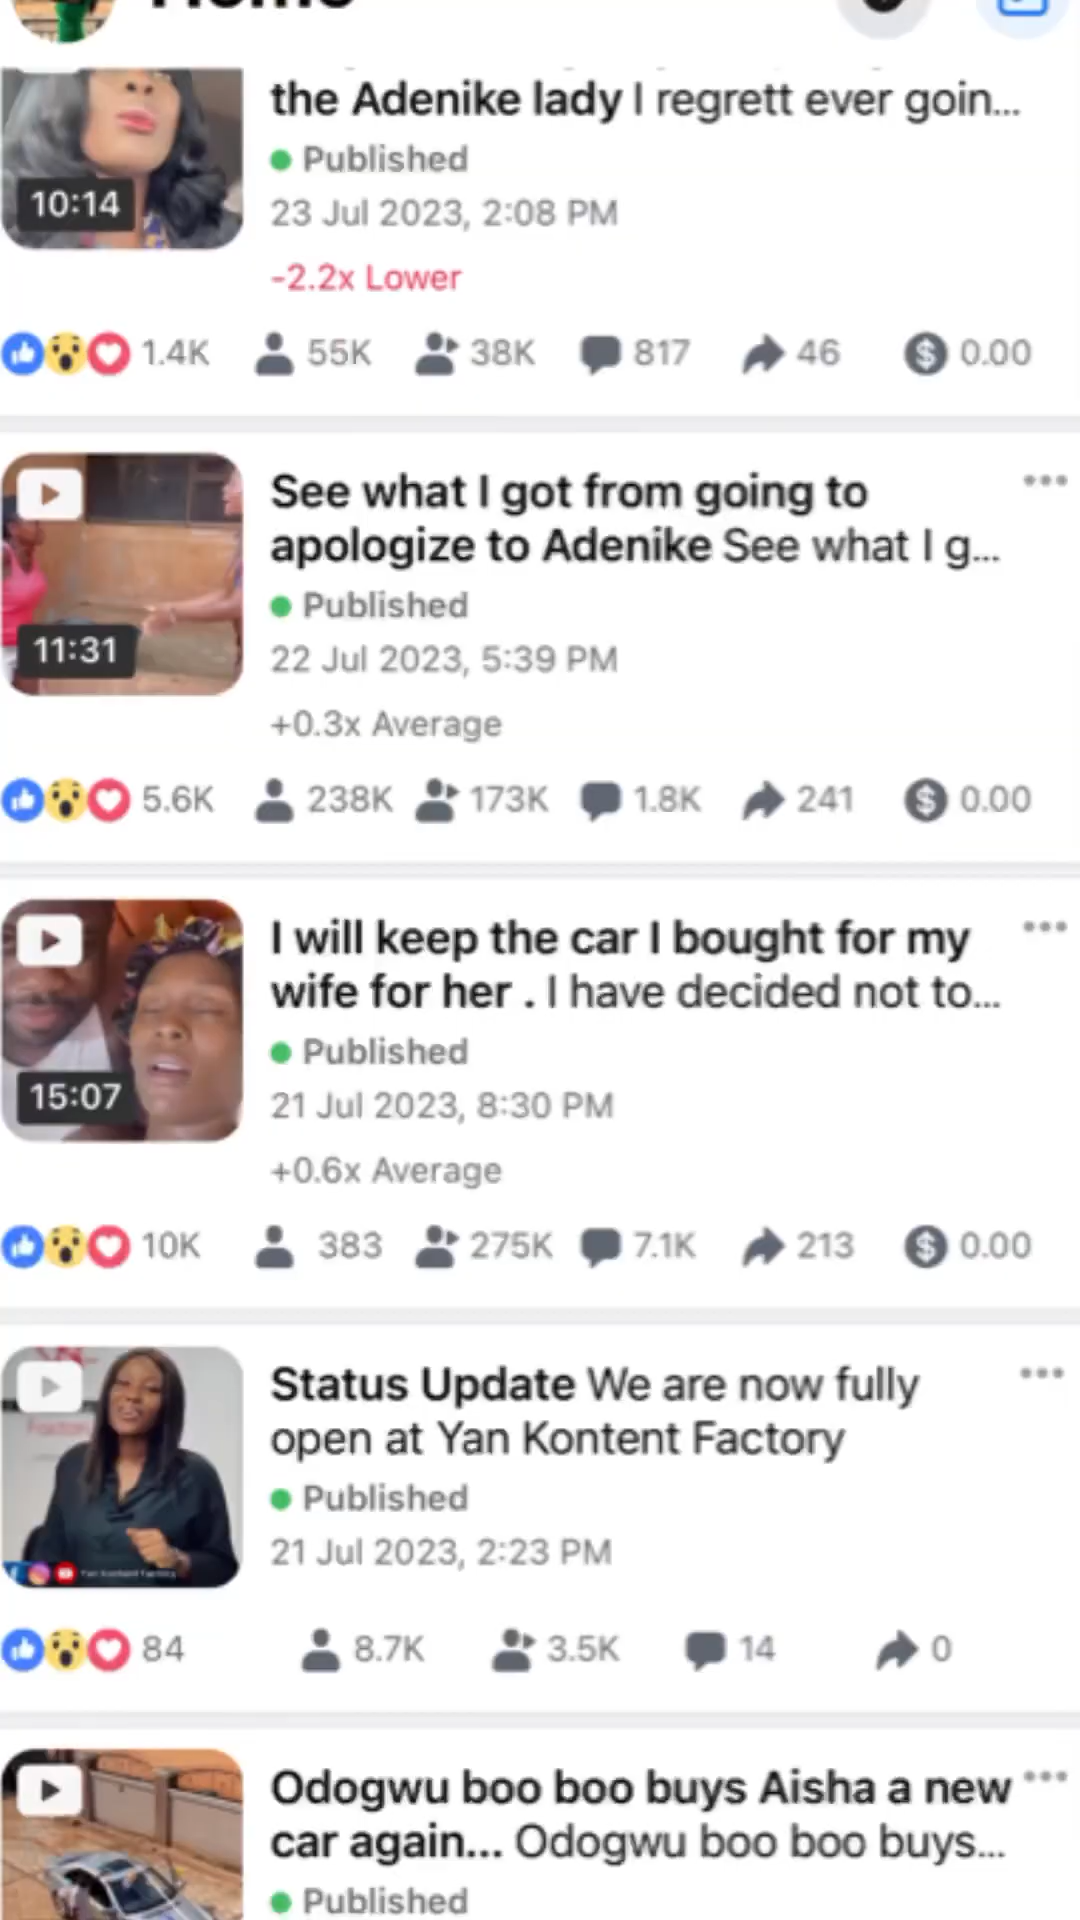 the Adenike lady I regrett ever goin...
Published
10:14
23 Jul 2023, 2:08 PM
-2.2x Lower
1.4K 55K 38K 817 46 0.00
See what I got from going to
apologize to Adenike See what I g...
Published
11:31
22 Jul 2023, 5:39 PM
+0.3x Average
5.6K 238K 173K 1.8K 241 0.00
I will keep the car I bought for my
wife for her . I have decided not to...
Published
15:07
21 Jul 2023, 8:30 PM
+0.6x Average
10K 383 275K 7.1K 213 0.00
Status Update We are now fully
open at Yan Kontent Factory
Published
21 Jul 2023, 2:23 PM
Yan Kontent Factory
84 8.7K 3.5K 14 0
Odogwu boo boo buys Aisha a new
car again... Odogwu boo boo buys...
Published